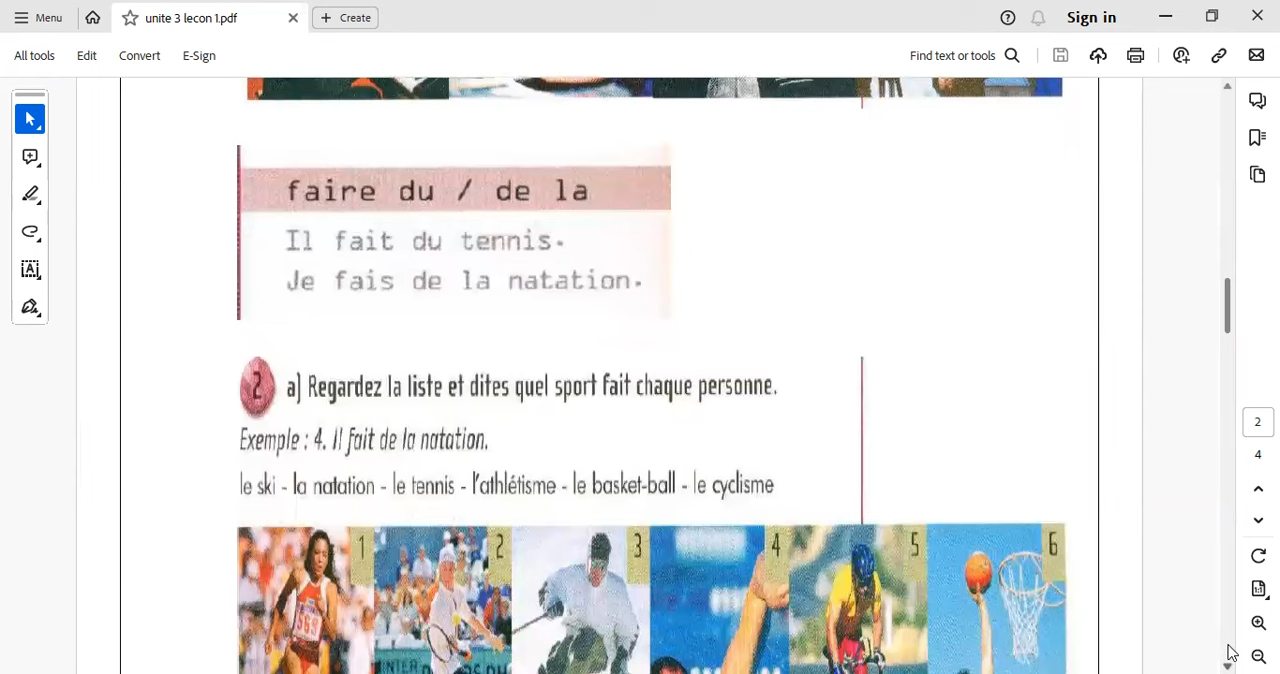 Menu
unite 3 lecon 1.pdf
Create
Sign in
All tools
Edit
Convert
E-Sign
Find text or tools
faire du / de la
Il fait du tennis.
Je fais de la natation.
2 a) Regardez la liste et dites quel sport fait chaque personne.
Exemple : 4. Il fait de la natation.
le ski - la natation - le tennis - l'athlétisme - le basket-ball - le cyclisme
1 2 3 4 5 6
569
2
4